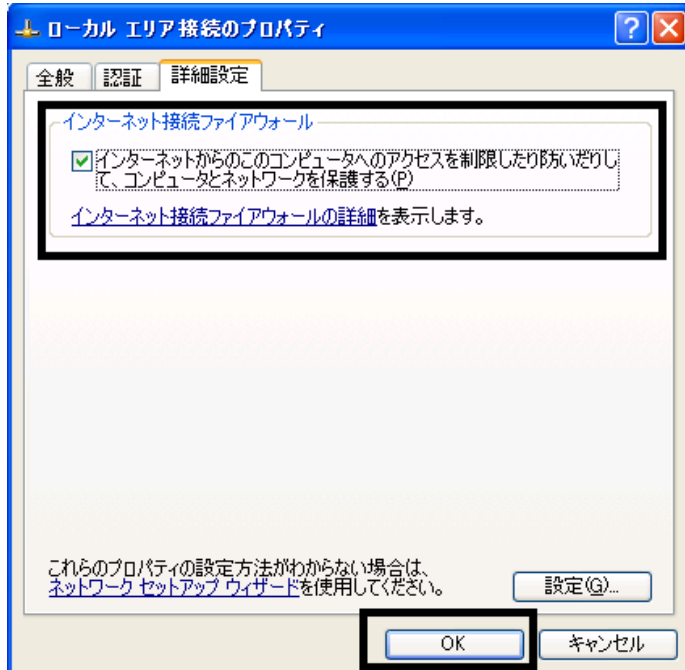 ローカル エリア接続のプロパティ
全般 認証 詳細設定
インターネット接続ファイアウォール
インターネットからのこのコンピュータへのアクセスを制限したり防いだりし
て、コンピュータとネットワークを保護する(P)
インターネット接続ファイアウォールの詳細を表示します。
これらのプロパティの設定方法がわからない場合は、
ネットワーク セットアップ ウィザードを使用してください。
設定(G)...
OK キャンセル